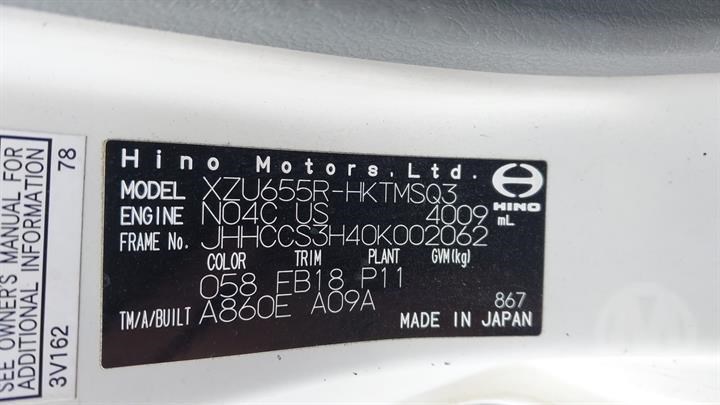 SEE OWNER'S MANUAL FOR
ADDITIONAL INFORMATION
3V162
78
Hino Motors,Ltd.
HINO
MODEL XZU655R-HKTMSQ3
ENGINE N04C US 4009 mL
FRAME No. JHHCCS3H40K002062
COLOR TRIM PLANT GVM(kg)
058 FB18 P11
TM/A/BUILT A860E A09A
867
MADE IN JAPAN